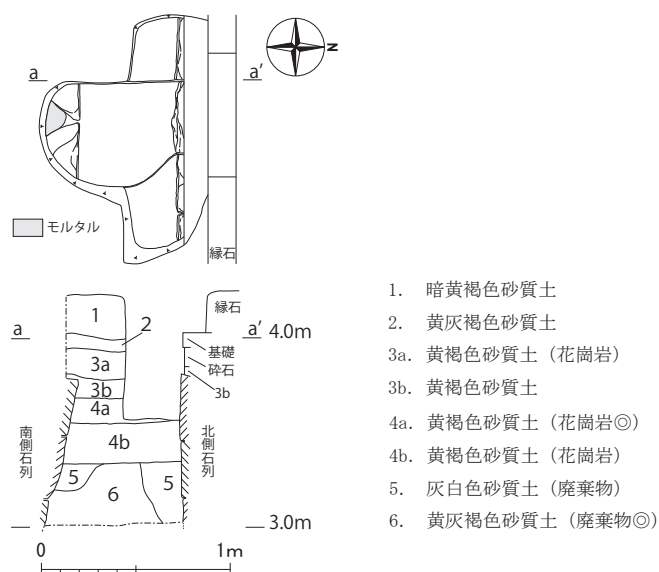 a
a′
N
モルタル
縁石
a
a′ 4.0m
縁石
1
2
基礎
砕石
3a
3b
3b
4a
4b
南側石列
北側石列
5
5
6
3.0m
0
1m
1. 暗黄褐色砂質土
2. 黄灰褐色砂質土
3a. 黄褐色砂質土（花崗岩）
3b. 黄褐色砂質土
4a. 黄褐色砂質土（花崗岩◎）
4b. 黄褐色砂質土（花崗岩）
5. 灰白色砂質土（廃棄物）
6. 黄灰褐色砂質土（廃棄物◎）